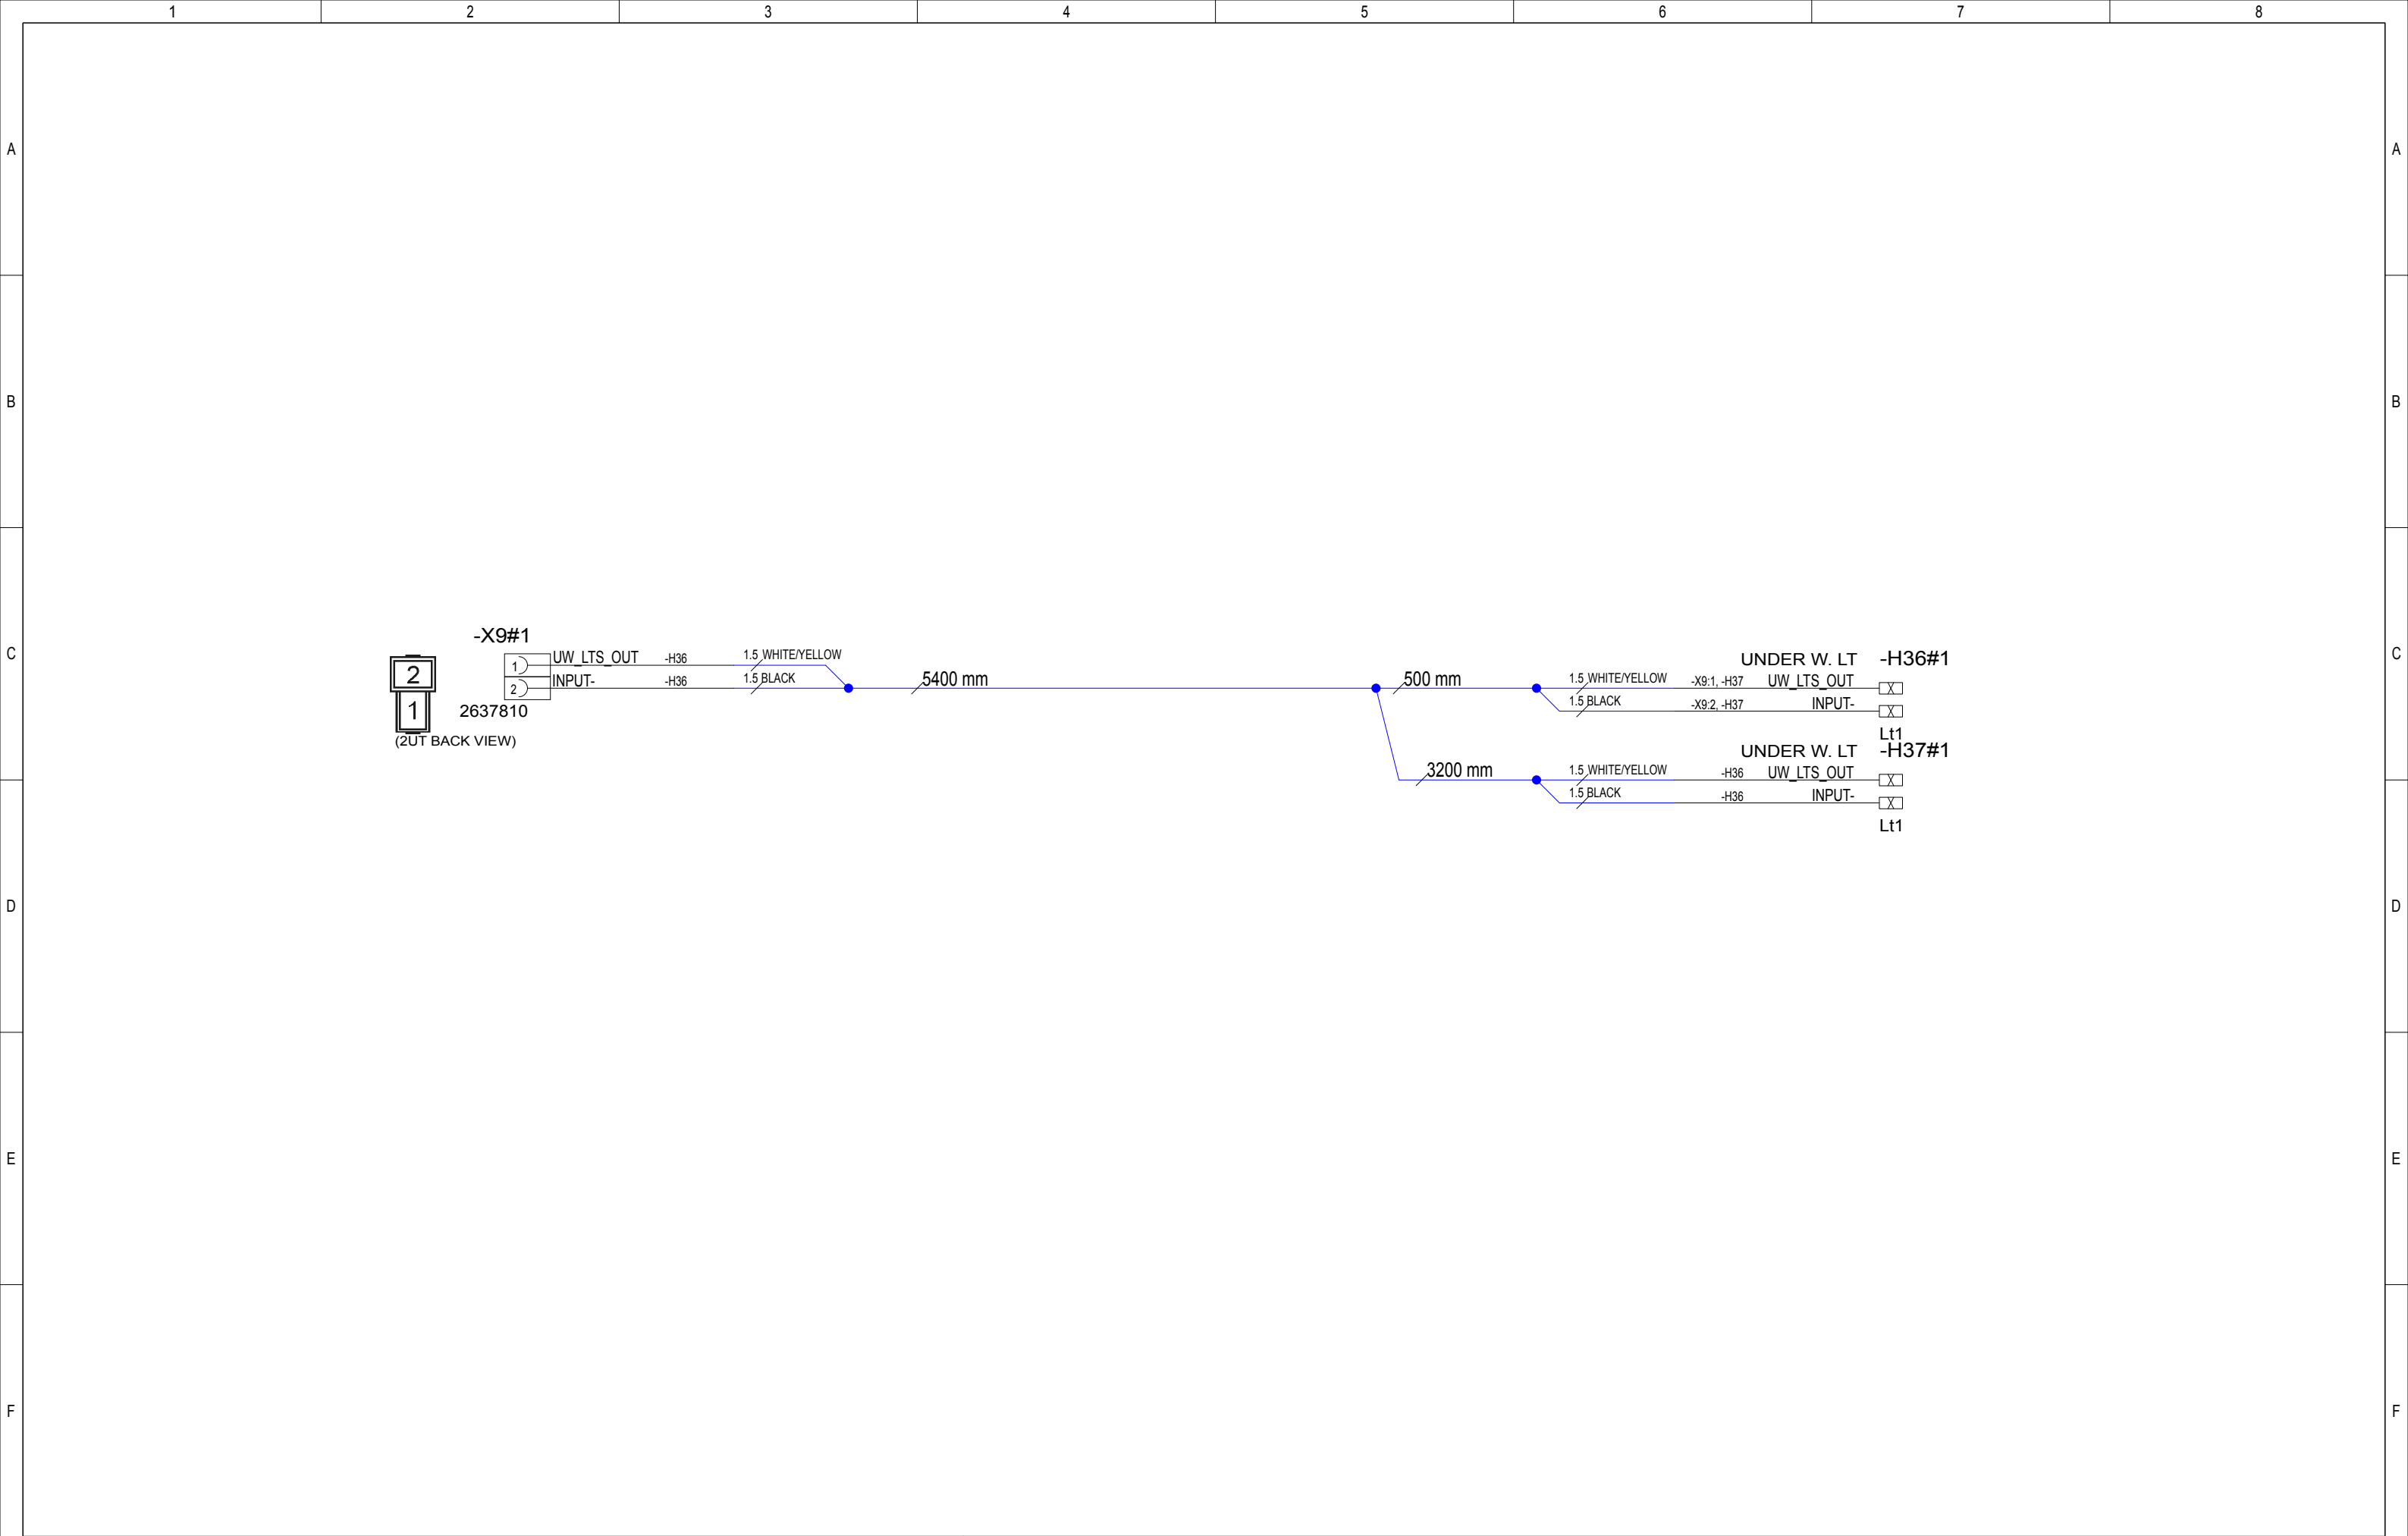 1 2 3 4 5 6 7 8
A A
B B
C C
D D
E E
F F
-X9#1
2
1
(2UT BACK VIEW)
1 UW_LTS_OUT -H36 1.5 WHITE/YELLOW
2 INPUT- -H36 1.5 BLACK
2637810
5400 mm
500 mm
UNDER W. LT -H36#1
1.5 WHITE/YELLOW -X9:1, -H37 UW_LTS_OUT X
1.5 BLACK -X9:2, -H37 INPUT- X
Lt1
3200 mm
UNDER W. LT -H37#1
1.5 WHITE/YELLOW -H36 UW_LTS_OUT X
1.5 BLACK -H36 INPUT- X
Lt1